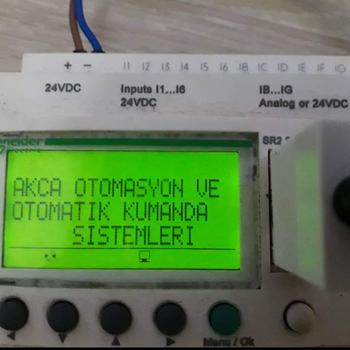 + - I1 I2 I3 I4 I5 I6 IB IC ID IE IF IG
24VDC Inputs I1...I6 IB...IG
24VDC Analog or 24VDC
SR2
AKCA OTOMASYON VE
OTOMATIK KUMANDA
SISTEMLERI
Menu / Ok